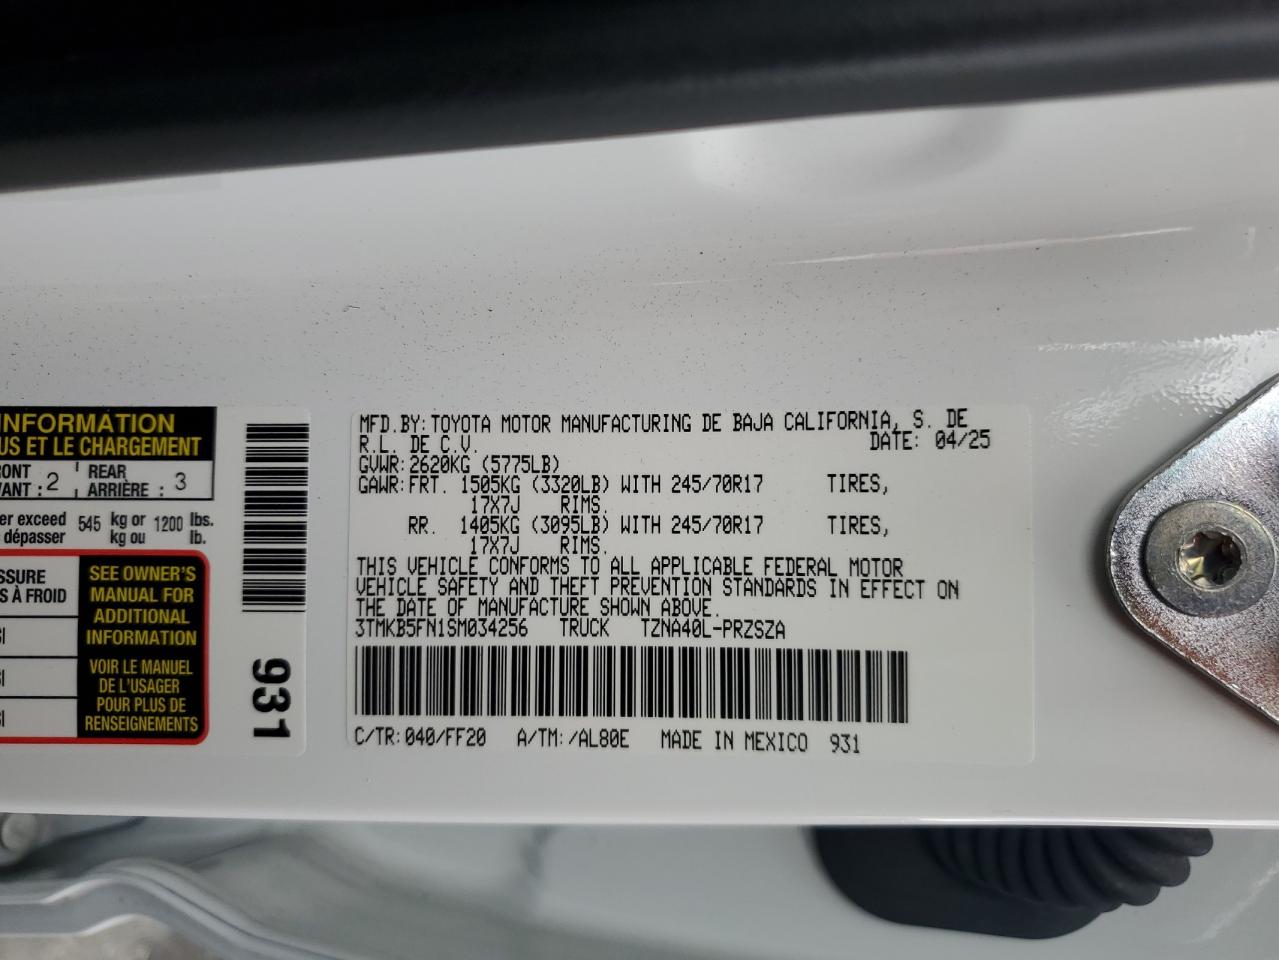 INFORMATION
US ET LE CHARGEMENT
2 REAR
ARRIÈRE : 3
er exceed 545 kg or 1200 lbs.
dépasser kg ou lb.
SSURE
S À FROID
SEE OWNER'S
MANUAL FOR
ADDITIONAL
INFORMATION
VOIR LE MANUEL
DE L'USAGER
POUR PLUS DE
RENSEIGNEMENTS
931
MFD.BY: TOYOTA MOTOR MANUFACTURING DE BAJA CALIFORNIA, S. DE
R.L. DE C.V. DATE: 04/25
GVWR: 2620KG (5775LB)
GAWR: FRT. 1505KG (3320LB) WITH 245/70R17 TIRES,
17X7J RIMS.
RR. 1405KG (3095LB) WITH 245/70R17 TIRES,
17X7J RIMS.
THIS VEHICLE CONFORMS TO ALL APPLICABLE FEDERAL MOTOR
VEHICLE SAFETY AND THEFT PREVENTION STANDARDS IN EFFECT ON
THE DATE OF MANUFACTURE SHOWN ABOVE.
3TMKB5FN1SM034256 TRUCK TZNA40L-PRZSZA
C/TR: 040/FF20 A/TM: /AL80E MADE IN MEXICO 931